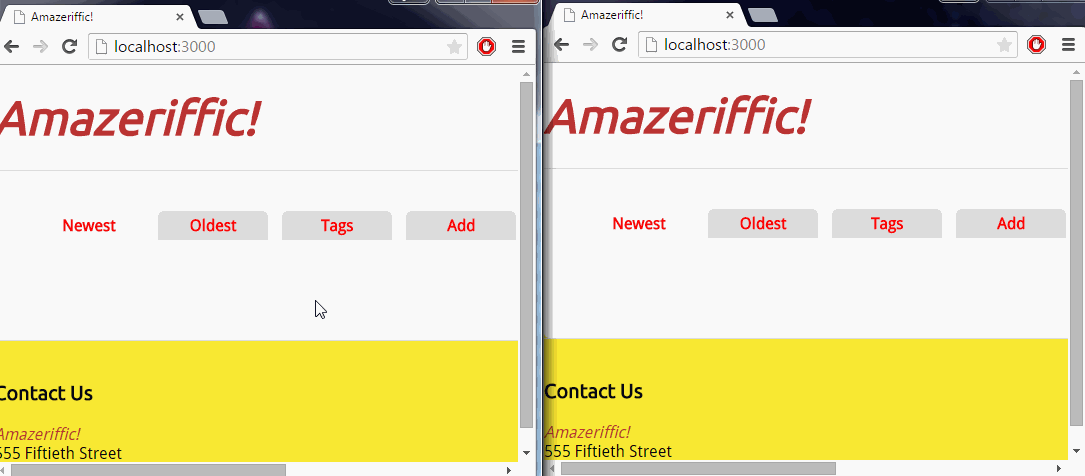 Amazeriffic!
localhost:3000
Amazeriffic!
Newest Oldest Tags Add
Contact Us
Amazeriffic!
555 Fiftieth Street
Amazeriffic!
localhost:3000
Amazeriffic!
Newest Oldest Tags Add
Contact Us
Amazeriffic!
555 Fiftieth Street